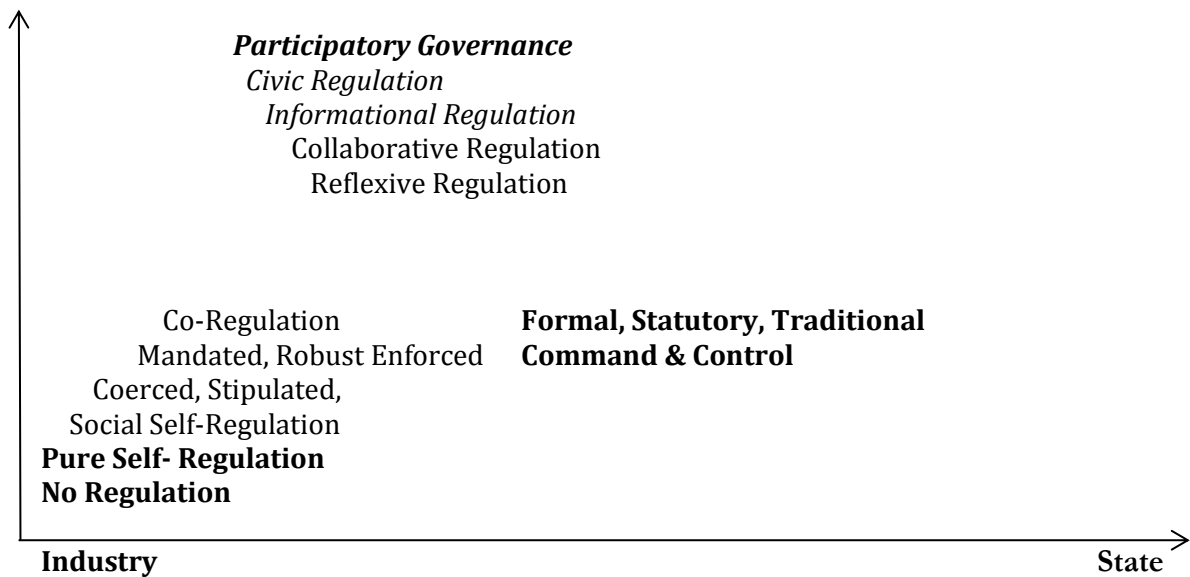 Participatory Governance
Civic Regulation
Informational Regulation
Collaborative Regulation
Reflexive Regulation
Co-Regulation
Mandated, Robust Enforced
Coerced, Stipulated,
Social Self-Regulation
Pure Self- Regulation
No Regulation
Formal, Statutory, Traditional
Command & Control
Industry
State